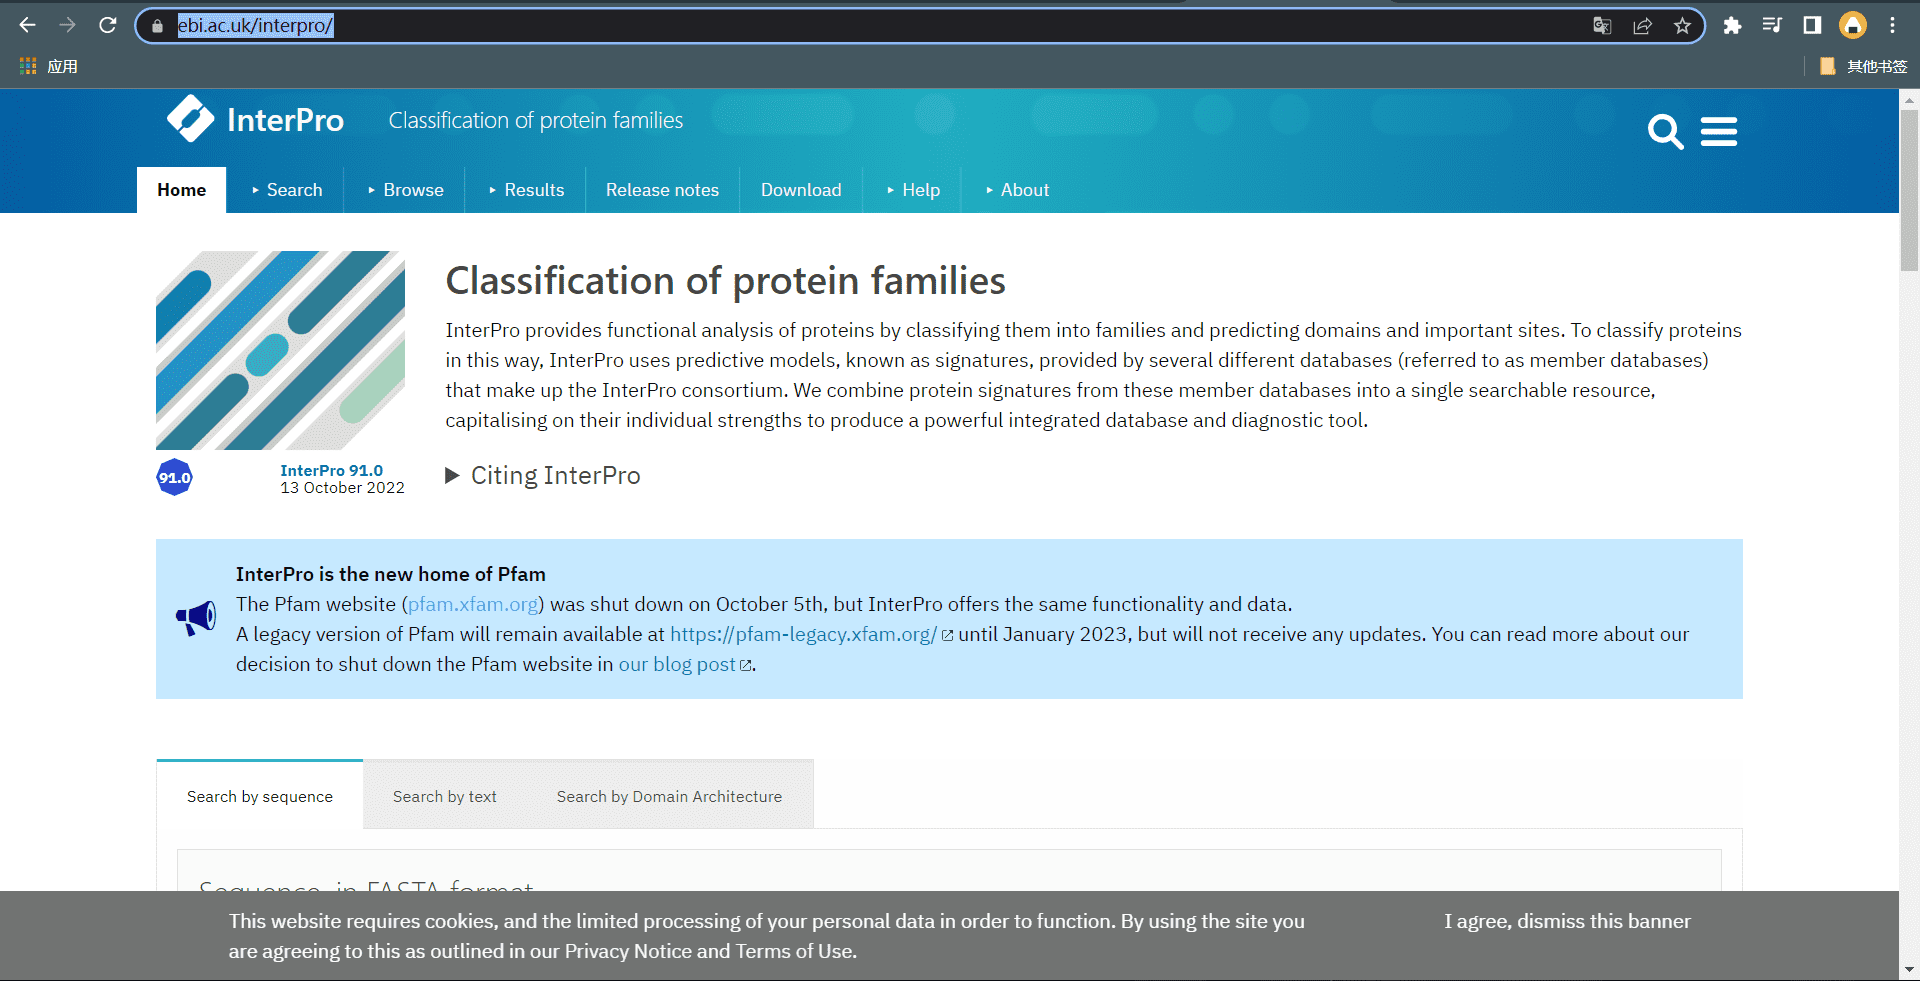 ebi.ac.uk/interpro/
应用
其他书签
InterPro
Classification of protein families
Home
Search
Browse
Results
Release notes
Download
Help
About
Classification of protein families
InterPro provides functional analysis of proteins by classifying them into families and predicting domains and important sites. To classify proteins
in this way, InterPro uses predictive models, known as signatures, provided by several different databases (referred to as member databases)
that make up the InterPro consortium. We combine protein signatures from these member databases into a single searchable resource,
capitalising on their individual strengths to produce a powerful integrated database and diagnostic tool.
91.0
InterPro 91.0
13 October 2022
Citing InterPro
InterPro is the new home of Pfam
The Pfam website (pfam.xfam.org) was shut down on October 5th, but InterPro offers the same functionality and data.
A legacy version of Pfam will remain available at https://pfam-legacy.xfam.org/ until January 2023, but will not receive any updates. You can read more about our
decision to shut down the Pfam website in our blog post.
Search by sequence
Search by text
Search by Domain Architecture
Sequence, in FASTA format
This website requires cookies, and the limited processing of your personal data in order to function. By using the site you
are agreeing to this as outlined in our Privacy Notice and Terms of Use.
I agree, dismiss this banner